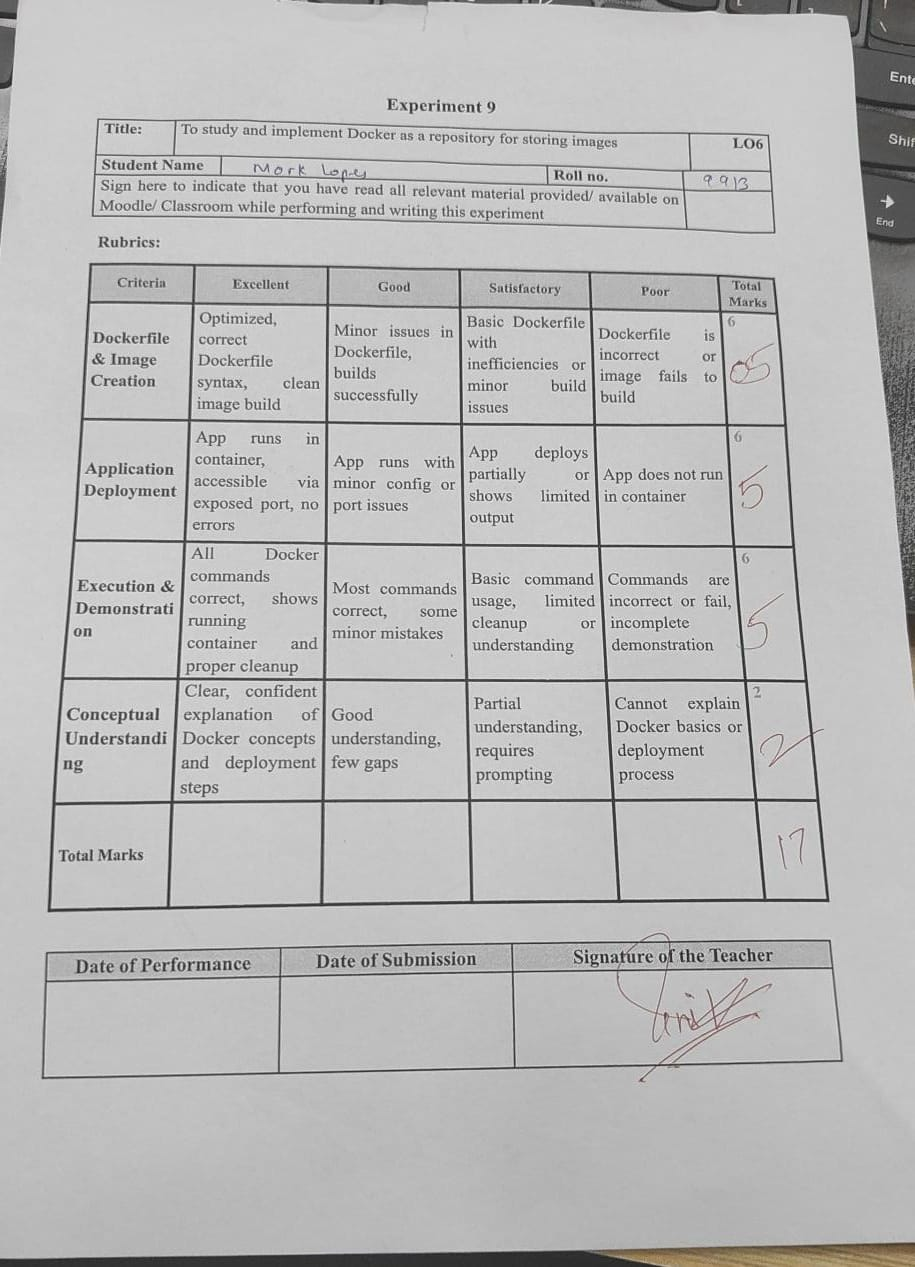 Experiment 9
Title:
To study and implement Docker as a repository for storing images
LO6
Student Name
Mark Lopes
Roll no.
9913
Sign here to indicate that you have read all relevant material provided/ available on
Moodle/ Classroom while performing and writing this experiment
Rubrics:
Criteria
Excellent
Good
Satisfactory
Poor
Total
Marks
Dockerfile
& Image
Creation
Optimized,
correct
Dockerfile
syntax, clean
image build
Minor issues in
Dockerfile,
builds
successfully
Basic Dockerfile
with
inefficiencies or
minor build
issues
Dockerfile is
incorrect or
image fails to
build
6
05
Application
Deployment
App runs in
container,
accessible via
exposed port, no
errors
App runs with
minor config or
port issues
App deploys
partially or
shows limited
output
App does not run
in container
6
5
Execution &
Demonstrati
on
All Docker
commands
correct, shows
running
container and
proper cleanup
Most commands
correct, some
minor mistakes
Basic command
usage, limited
cleanup or
understanding
Commands are
incorrect or fail,
incomplete
demonstration
6
5
Conceptual
Understandi
ng
Clear, confident
explanation of
Docker concepts
and deployment
steps
Good
understanding,
few gaps
Partial
understanding,
requires
prompting
Cannot explain
Docker basics or
deployment
process
2
2
Total Marks
17
Date of Performance
Date of Submission
Signature of the Teacher
End